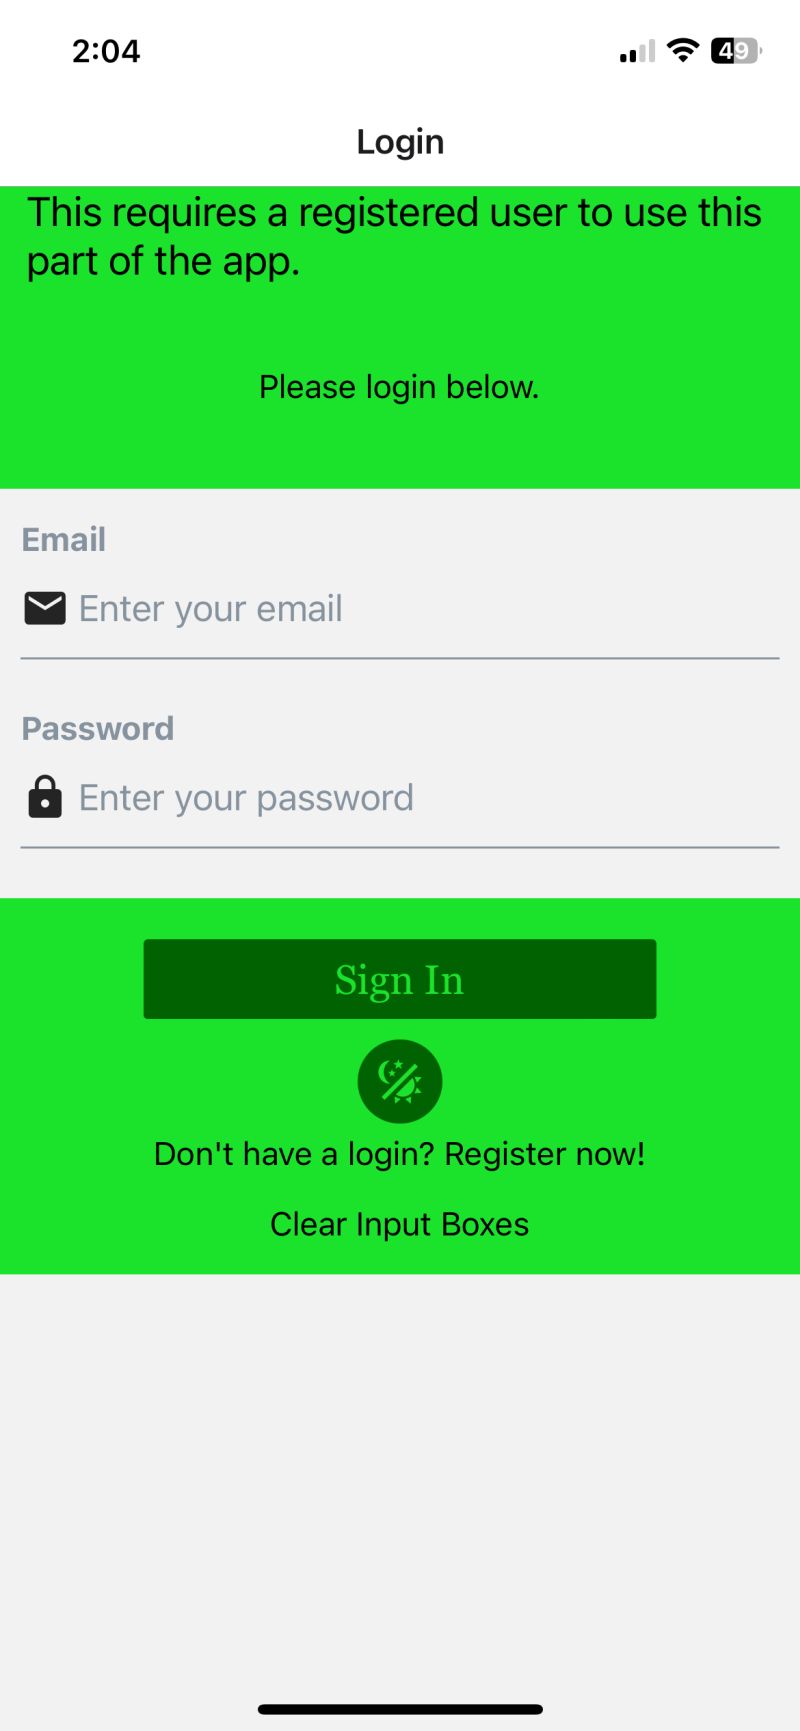 2:04
49
Login
This requires a registered user to use this
part of the app.
Please login below.
Email
Enter your email
Password
Enter your password
Sign In
Don't have a login? Register now!
Clear Input Boxes